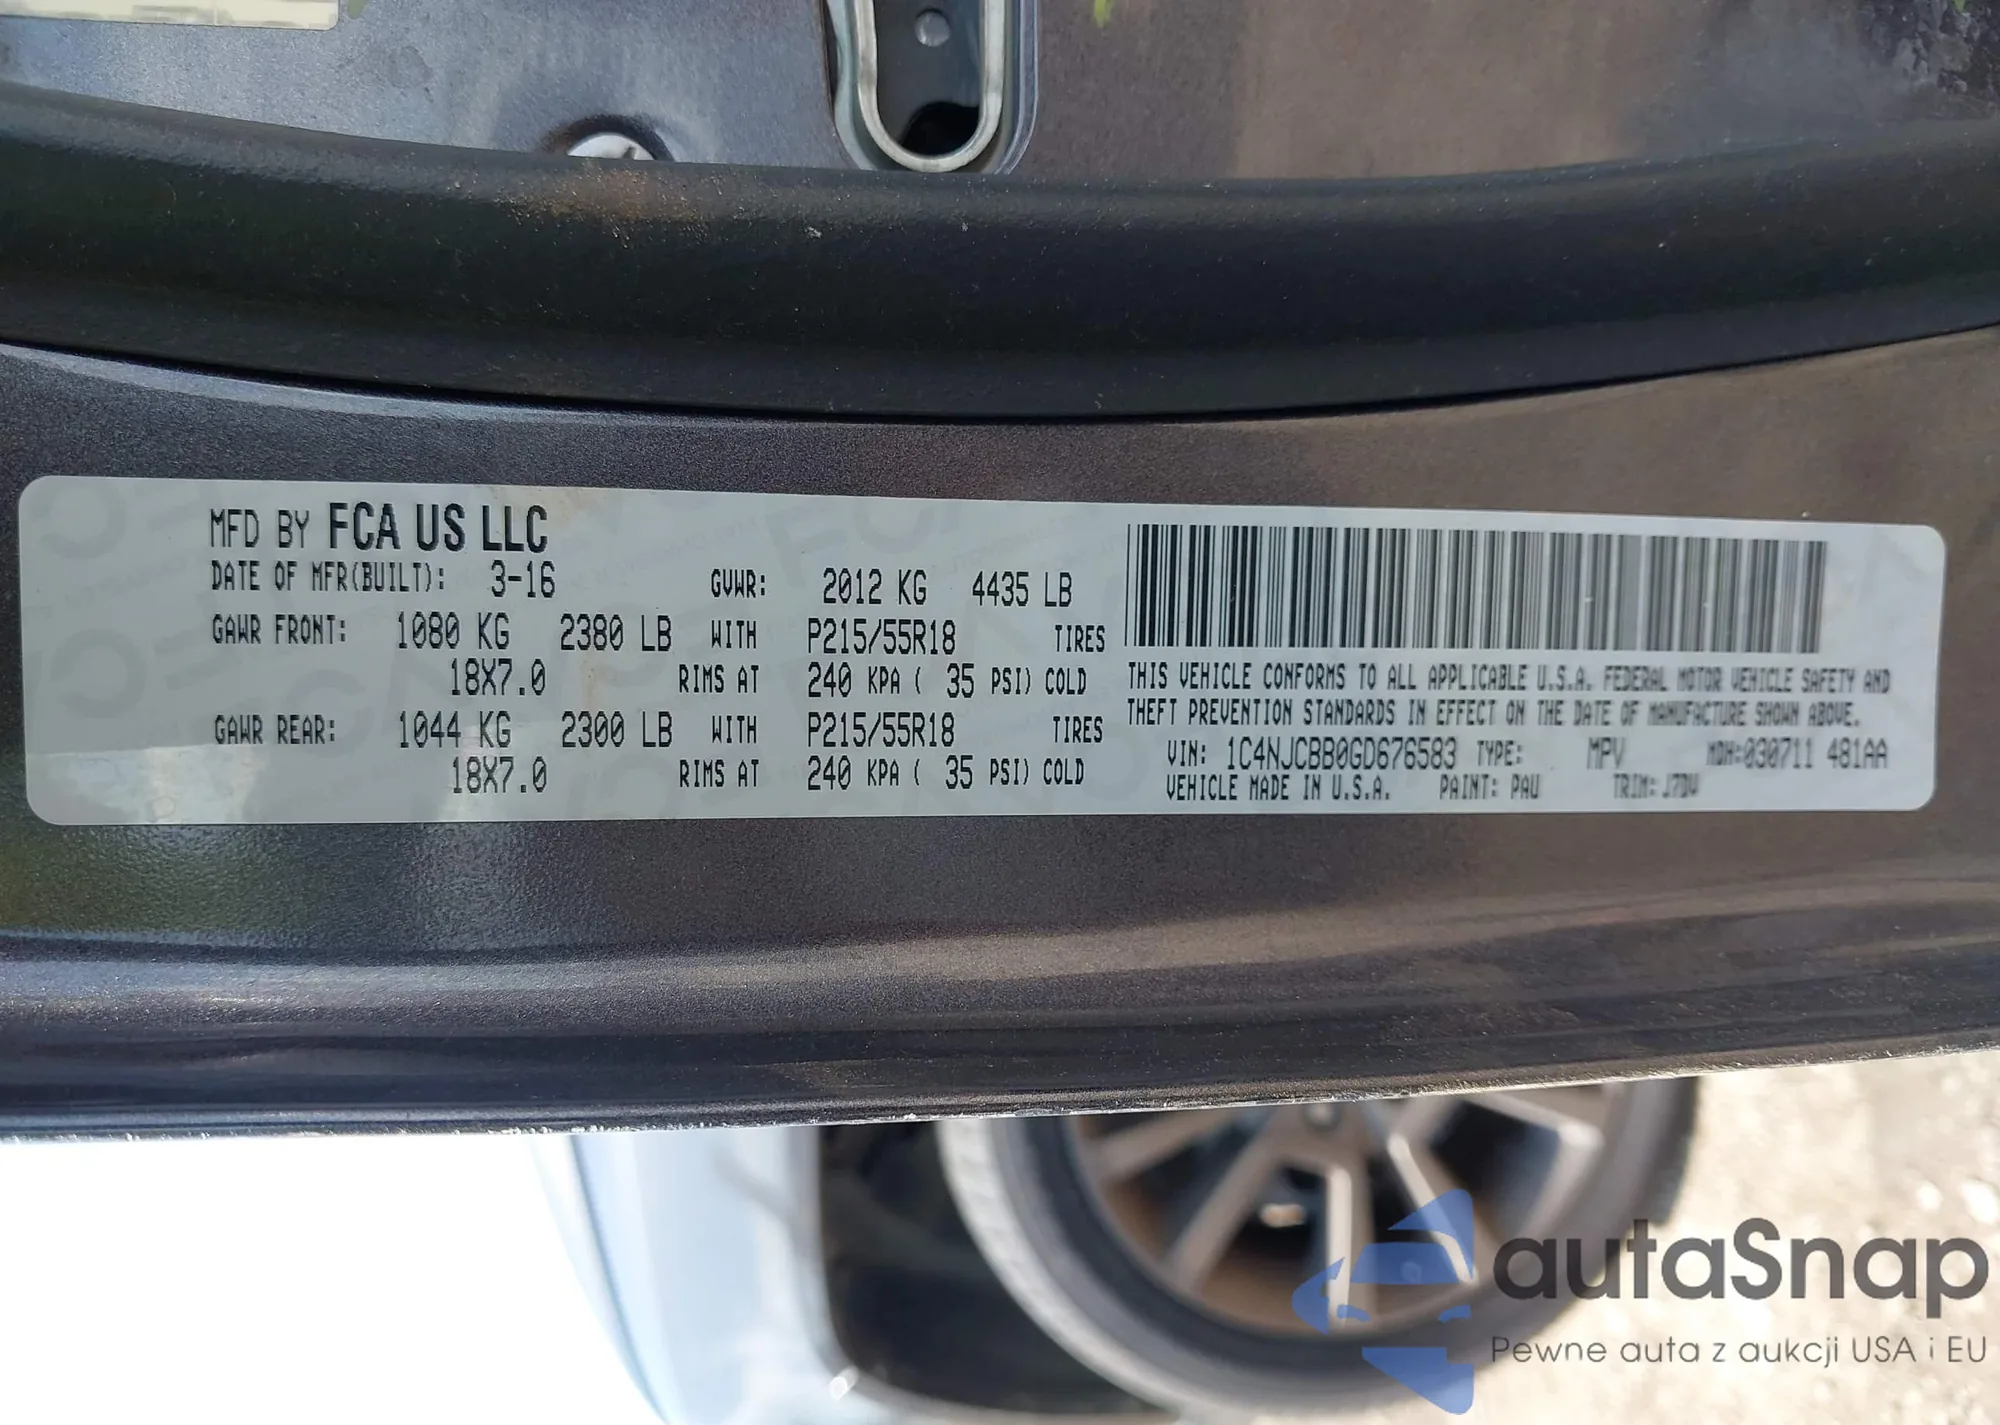 MFD BY FCA US LLC
DATE OF MFR(BUILT): 3-16 GVWR: 2012 KG 4435 LB
GAWR FRONT: 1080 KG 2380 LB WITH P215/55R18 TIRES
18X7.0 RIMS AT 240 KPA ( 35 PSI) COLD
GAWR REAR: 1044 KG 2300 LB WITH P215/55R18 TIRES
18X7.0 RIMS AT 240 KPA ( 35 PSI) COLD
THIS VEHICLE CONFORMS TO ALL APPLICABLE U.S.A. FEDERAL MOTOR VEHICLE SAFETY AND
THEFT PREVENTION STANDARDS IN EFFECT ON THE DATE OF MANUFACTURE SHOWN ABOVE.
VIN: 1C4NJCBB0GD676583 TYPE: MPV MDH:030711 481AA
VEHICLE MADE IN U.S.A. PAINT: PAU TRIM: J7DV
autaSnap
Pewne auta z aukcji USA i EU